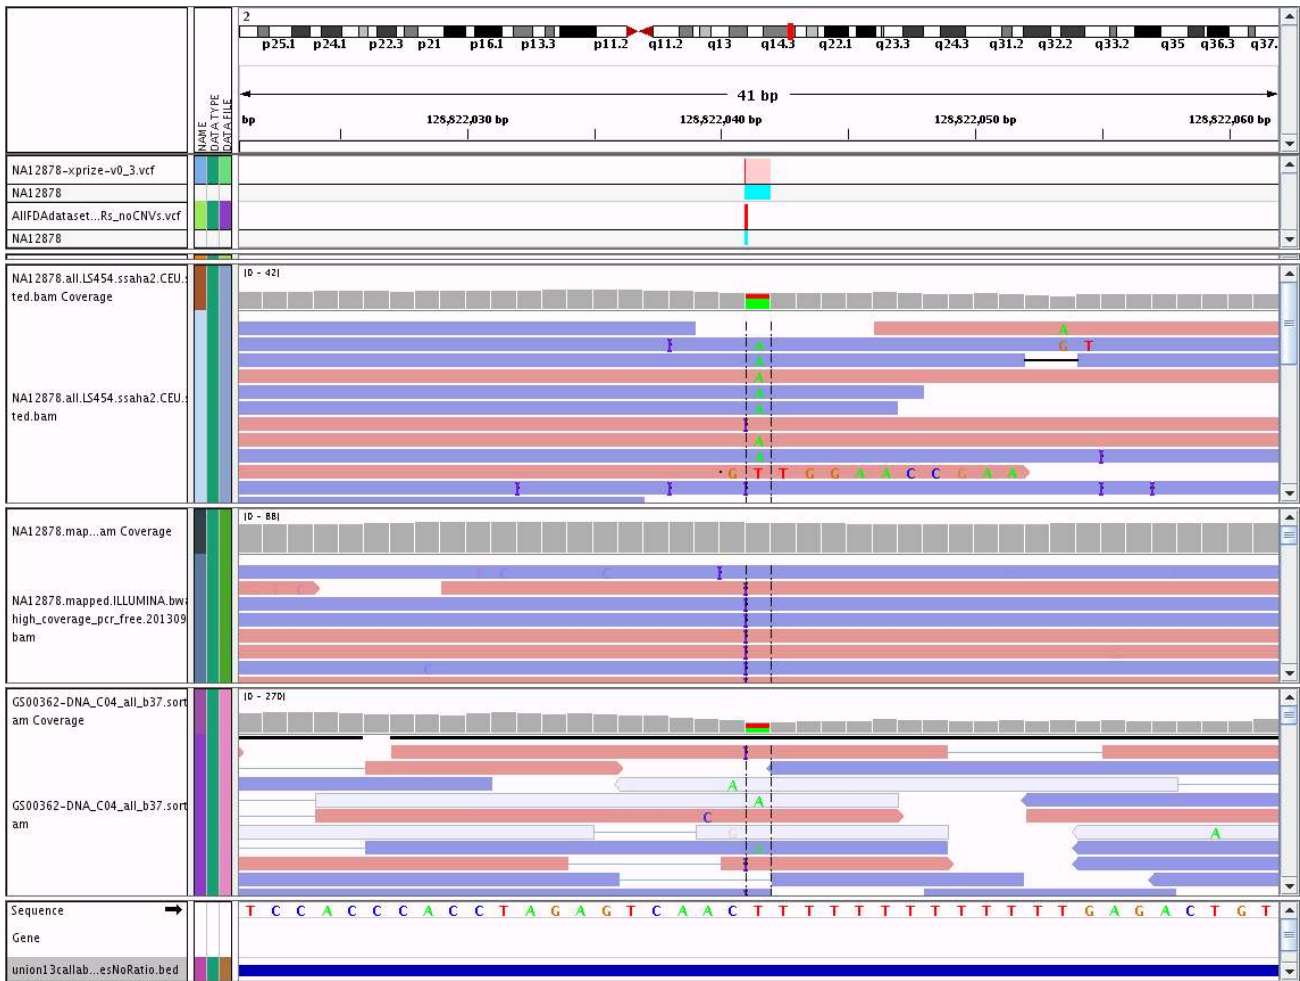 2
p25.1 p24.1 p22.3 p21 p16.1 p13.3 p11.2 q11.2 q13 q14.3 q22.1 q23.3 q24.3 q31.2 q32.2 q33.2 q35 q36.3 q37.
41 bp
bp 128,822,030 bp 128,822,040 bp 128,822,050 bp 128,822,060 bp
NAME
DATA TYPE
DATA FILE
NA12878-xprize-v0_3.vcf
NA12878
AllFDAdataset...Rs_noCNVs.vcf
NA12878
NA12878.all.LS454.ssaha2.CEU.
ted.bam Coverage
[0 - 42]
A
A G T
A
A
A
A
A
A
NA12878.all.LS454.ssaha2.CEU.
ted.bam
G T T G G A A C C G A A
NA12878.map...am Coverage
[0 - 88]
NA12878.mapped.ILLUMINA.bwa
high_coverage_pcr_free.201309
bam
C
GS00362-DNA_C04_all_b37.sort
am Coverage
[0 - 270]
A
A
C
G A
A
GS00362-DNA_C04_all_b37.sort
am
Sequence T C C A C C C A C C T A G A G T C A A C T T T T T T T T T T T T T G A G A C T G T
Gene
union13callab...esNoRatio.bed